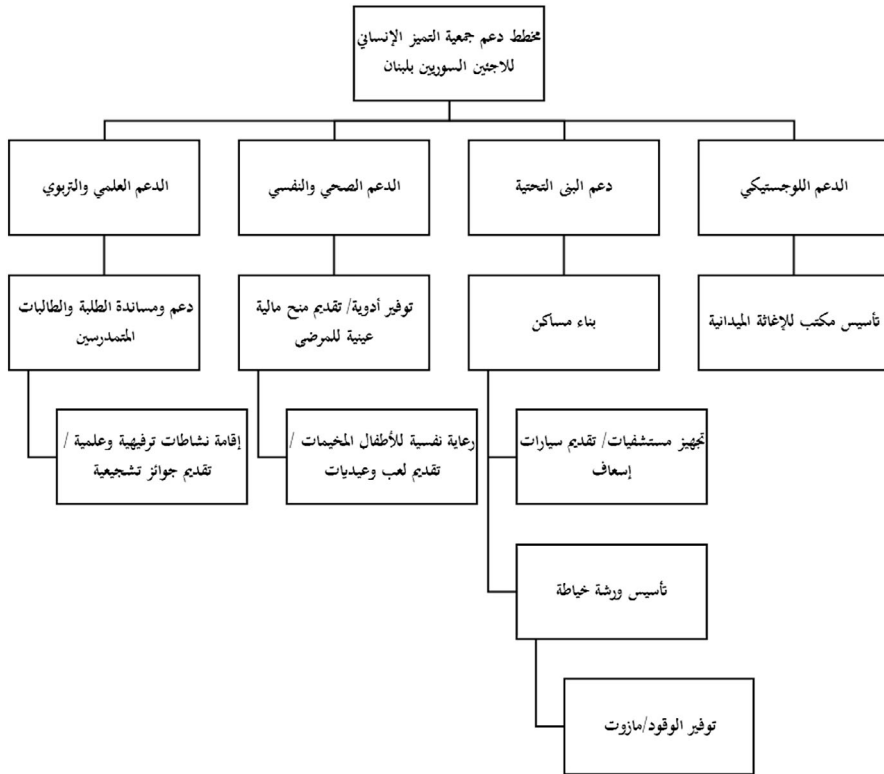 مخطط دعم جمعية التميز الإنساني
للاجئين السوريين بلبنان
الدعم اللوجستيكي
دعم البنى التحتية
الدعم الصحي والنفسي
الدعم العلمي والتربوي
تأسيس مكتب للإغاثة الميدانية
بناء مساكن
توفير أدوية/ تقديم منح مالية
عينية للمرضى
دعم ومساندة الطلبة والطالبات
المتمدرسين
تجهيز مستشفيات/ تقديم سيارات
إسعاف
رعاية نفسية للأطفال المخيمات /
تقديم لعب وعيديات
إقامة نشاطات ترفيهية وعلمية /
تقديم جوائز تشجيعية
تأسيس ورشة خياطة
توفير الوقود/مازوت